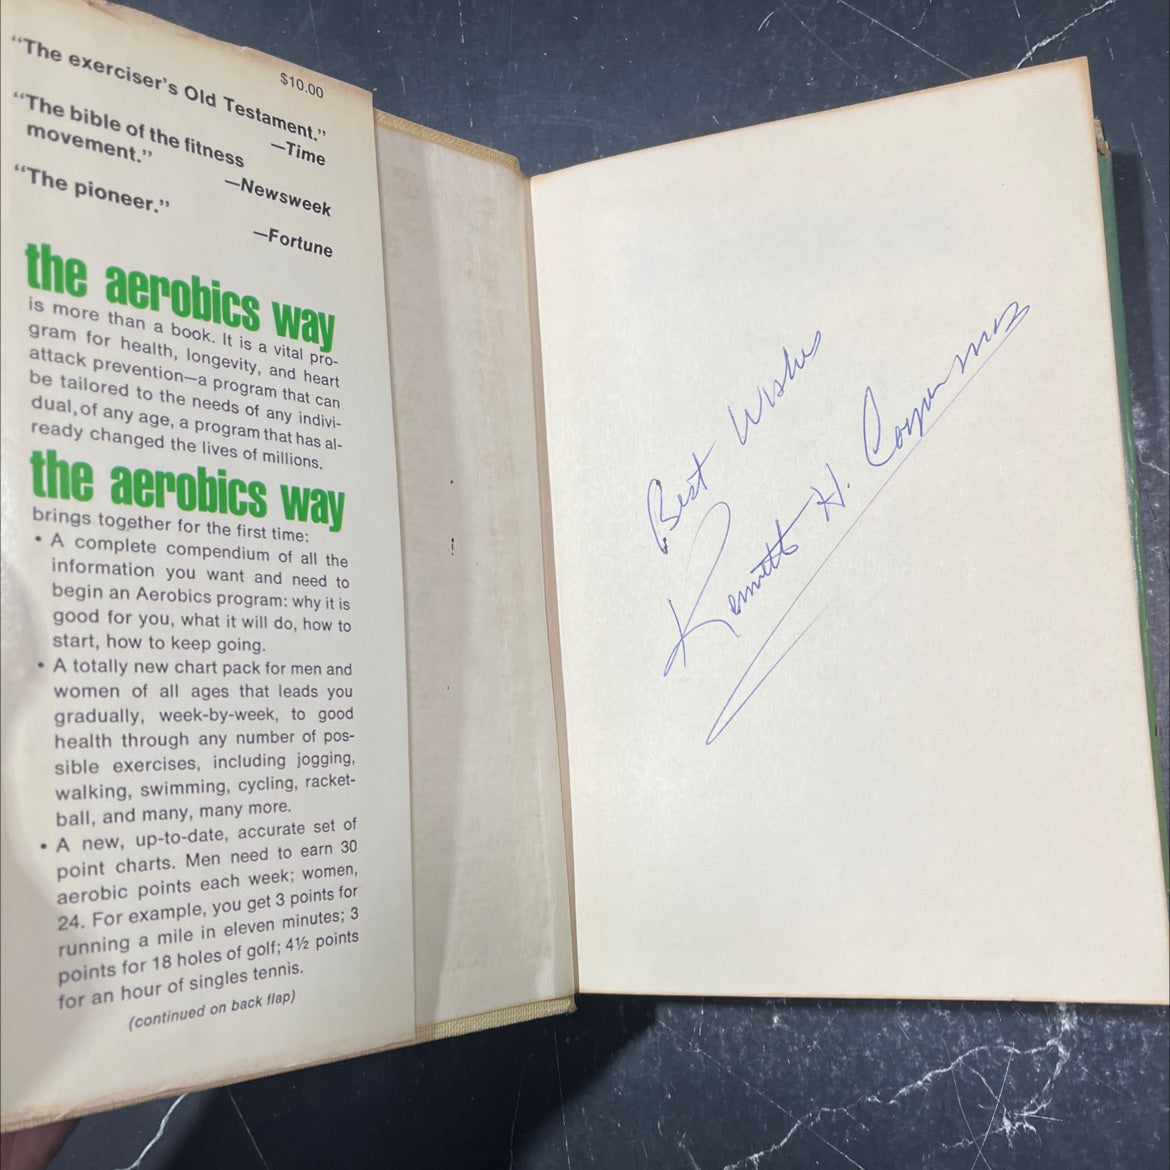 $10.00
“The exerciser’s Old Testament.”
—Time
“The bible of the fitness
movement.”
—Newsweek
“The pioneer.”
—Fortune
the aerobics way
is more than a book. It is a vital pro-
gram for health, longevity, and heart
attack prevention—a program that can
be tailored to the needs of any indivi-
dual, of any age, a program that has al-
ready changed the lives of millions.
the aerobics way
brings together for the first time:
• A complete compendium of all the
information you want and need to
begin an Aerobics program: why it is
good for you, what it will do, how to
start, how to keep going.
• A totally new chart pack for men and
women of all ages that leads you
gradually, week-by-week, to good
health through any number of pos-
sible exercises, including jogging,
walking, swimming, cycling, racket-
ball, and many, many more.
• A new, up-to-date, accurate set of
point charts. Men need to earn 30
aerobic points each week; women,
24. For example, you get 3 points for
running a mile in eleven minutes; 3
points for 18 holes of golf; 4½ points
for an hour of singles tennis.
(continued on back flap)
Best Wishes
Kenneth H. Cooper MD